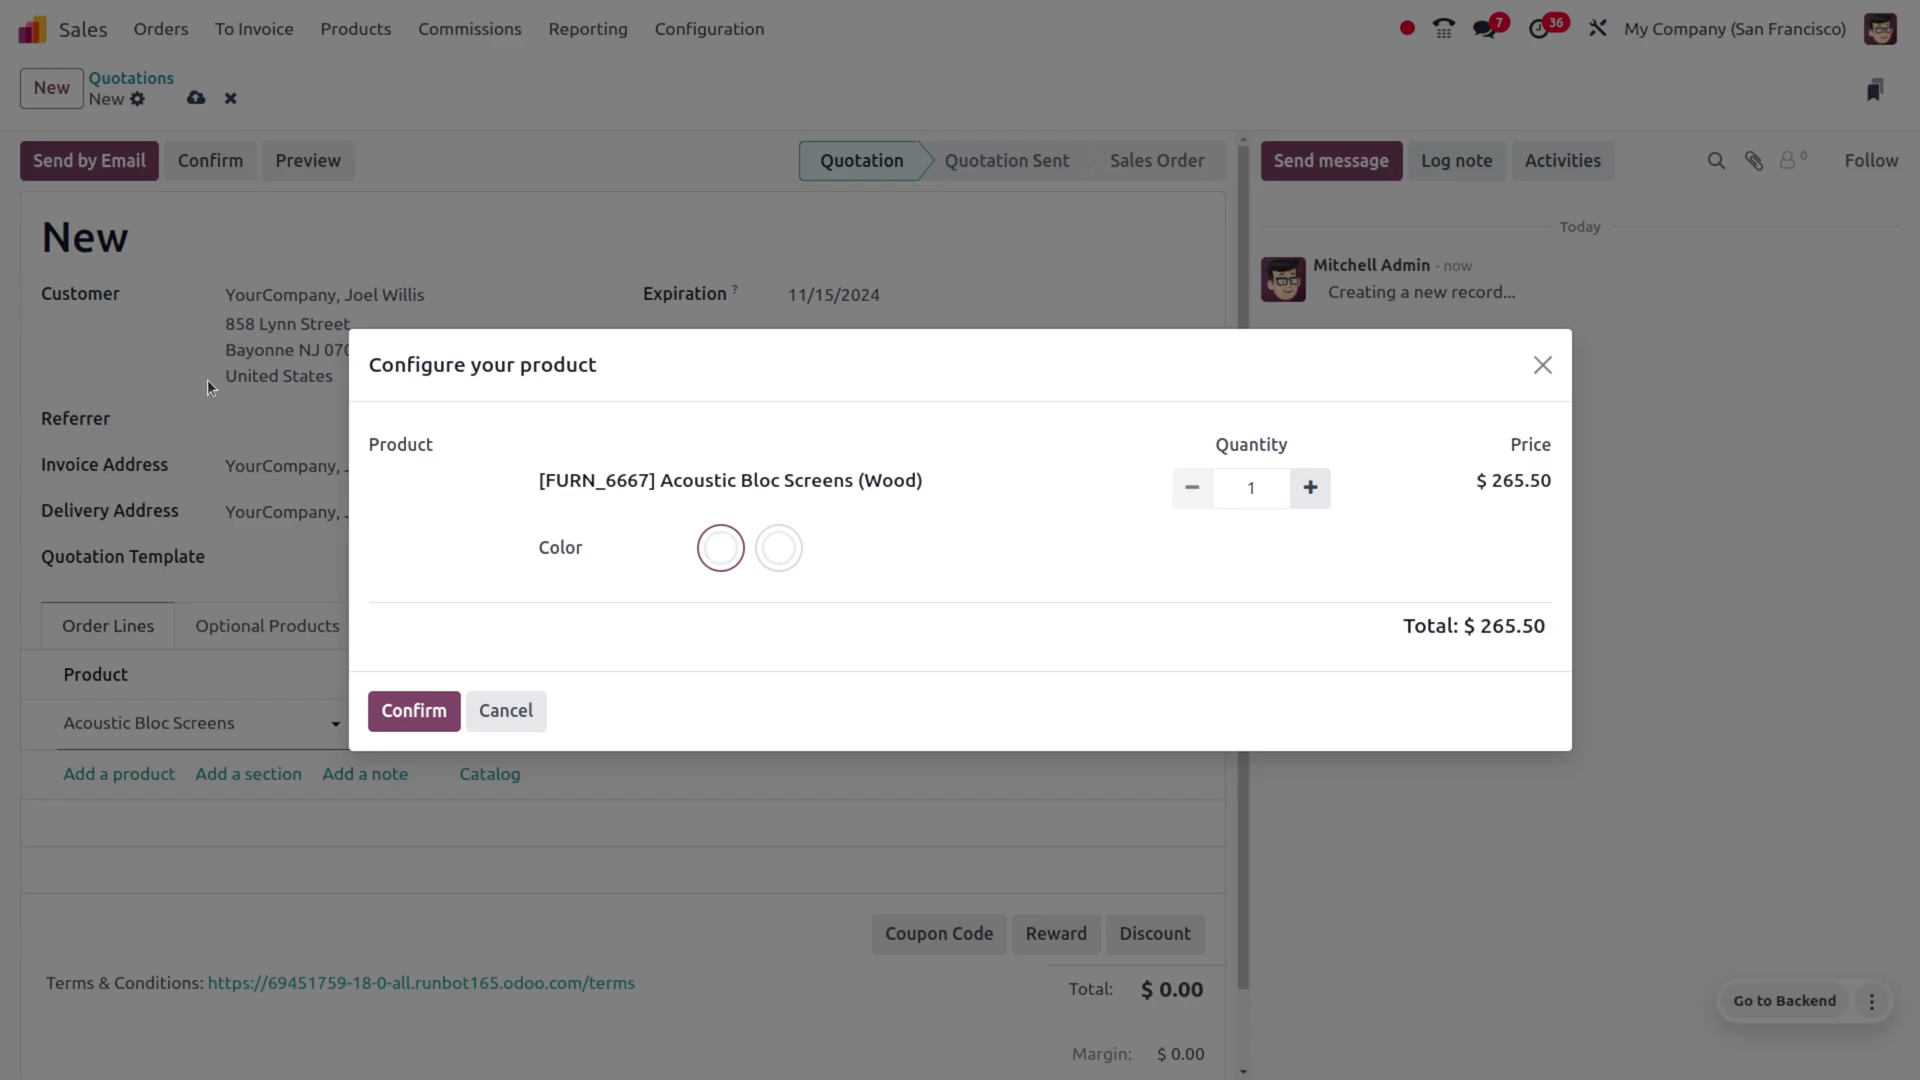 Sales Orders To Invoice Products Commissions Reporting Configuration 7 36 My Company (San Francisco)
New Quotations
New
Send by Email Confirm Preview Quotation Quotation Sent Sales Order Send message Log note Activities 0 Follow
New
Today
Customer YourCompany, Joel Willis Expiration ? 11/15/2024
Mitchell Admin - now
Creating a new record...
858 Lynn Street
Bayonne NJ 070
United States
Configure your product
Referrer
Invoice Address YourCompany, J
Delivery Address YourCompany, J
Quotation Template
Product Quantity Price
[FURN_6667] Acoustic Bloc Screens (Wood) 1 $ 265.50
Color
Total: $ 265.50
Confirm Cancel
Order Lines Optional Products
Product
Acoustic Bloc Screens
Add a product Add a section Add a note Catalog
Coupon Code Reward Discount
Terms & Conditions: https://69451759-18-0-all.runbot165.odoo.com/terms
Total: $ 0.00
Go to Backend
Margin: $ 0.00